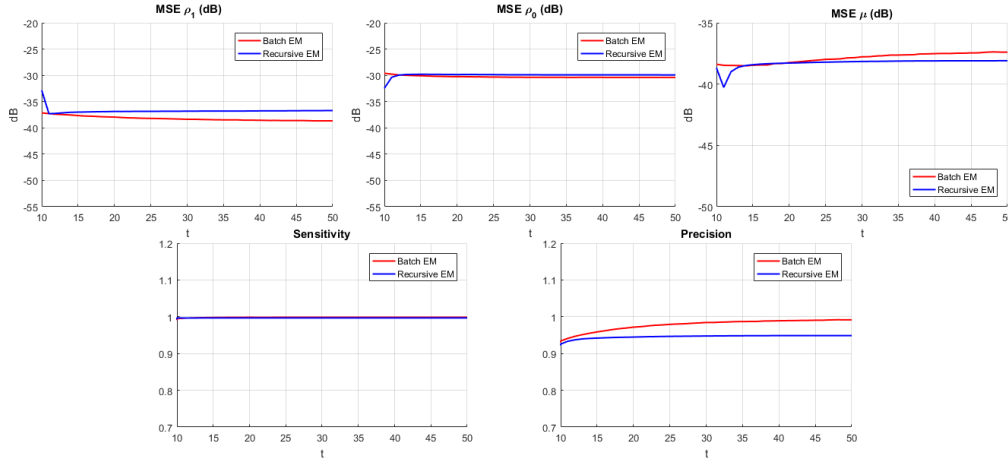 MSE ρ1 (dB)
-20
-25
-30
-35
-40
-45
-50
-55
dB
10 15 20 25 30 35 40 45 50
t
Batch EM
Recursive EM
MSE ρ0 (dB)
-20
-25
-30
-35
-40
-45
-50
-55
dB
10 15 20 25 30 35 40 45 50
t
Batch EM
Recursive EM
MSE μ (dB)
-35
-40
-45
-50
dB
10 15 20 25 30 35 40 45 50
t
Batch EM
Recursive EM
Sensitivity
1.2
1.1
1
0.9
0.8
0.7
10 15 20 25 30 35 40 45 50
t
Batch EM
Recursive EM
Precision
1.2
1.1
1
0.9
0.8
0.7
10 15 20 25 30 35 40 45 50
t
Batch EM
Recursive EM